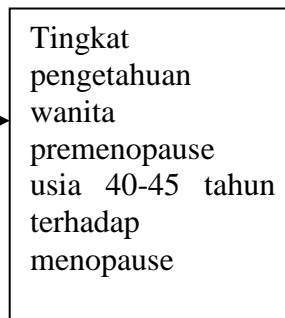 Tingkat
pengetahuan
wanita
premenopause
usia 40-45 tahun
terhadap
menopause